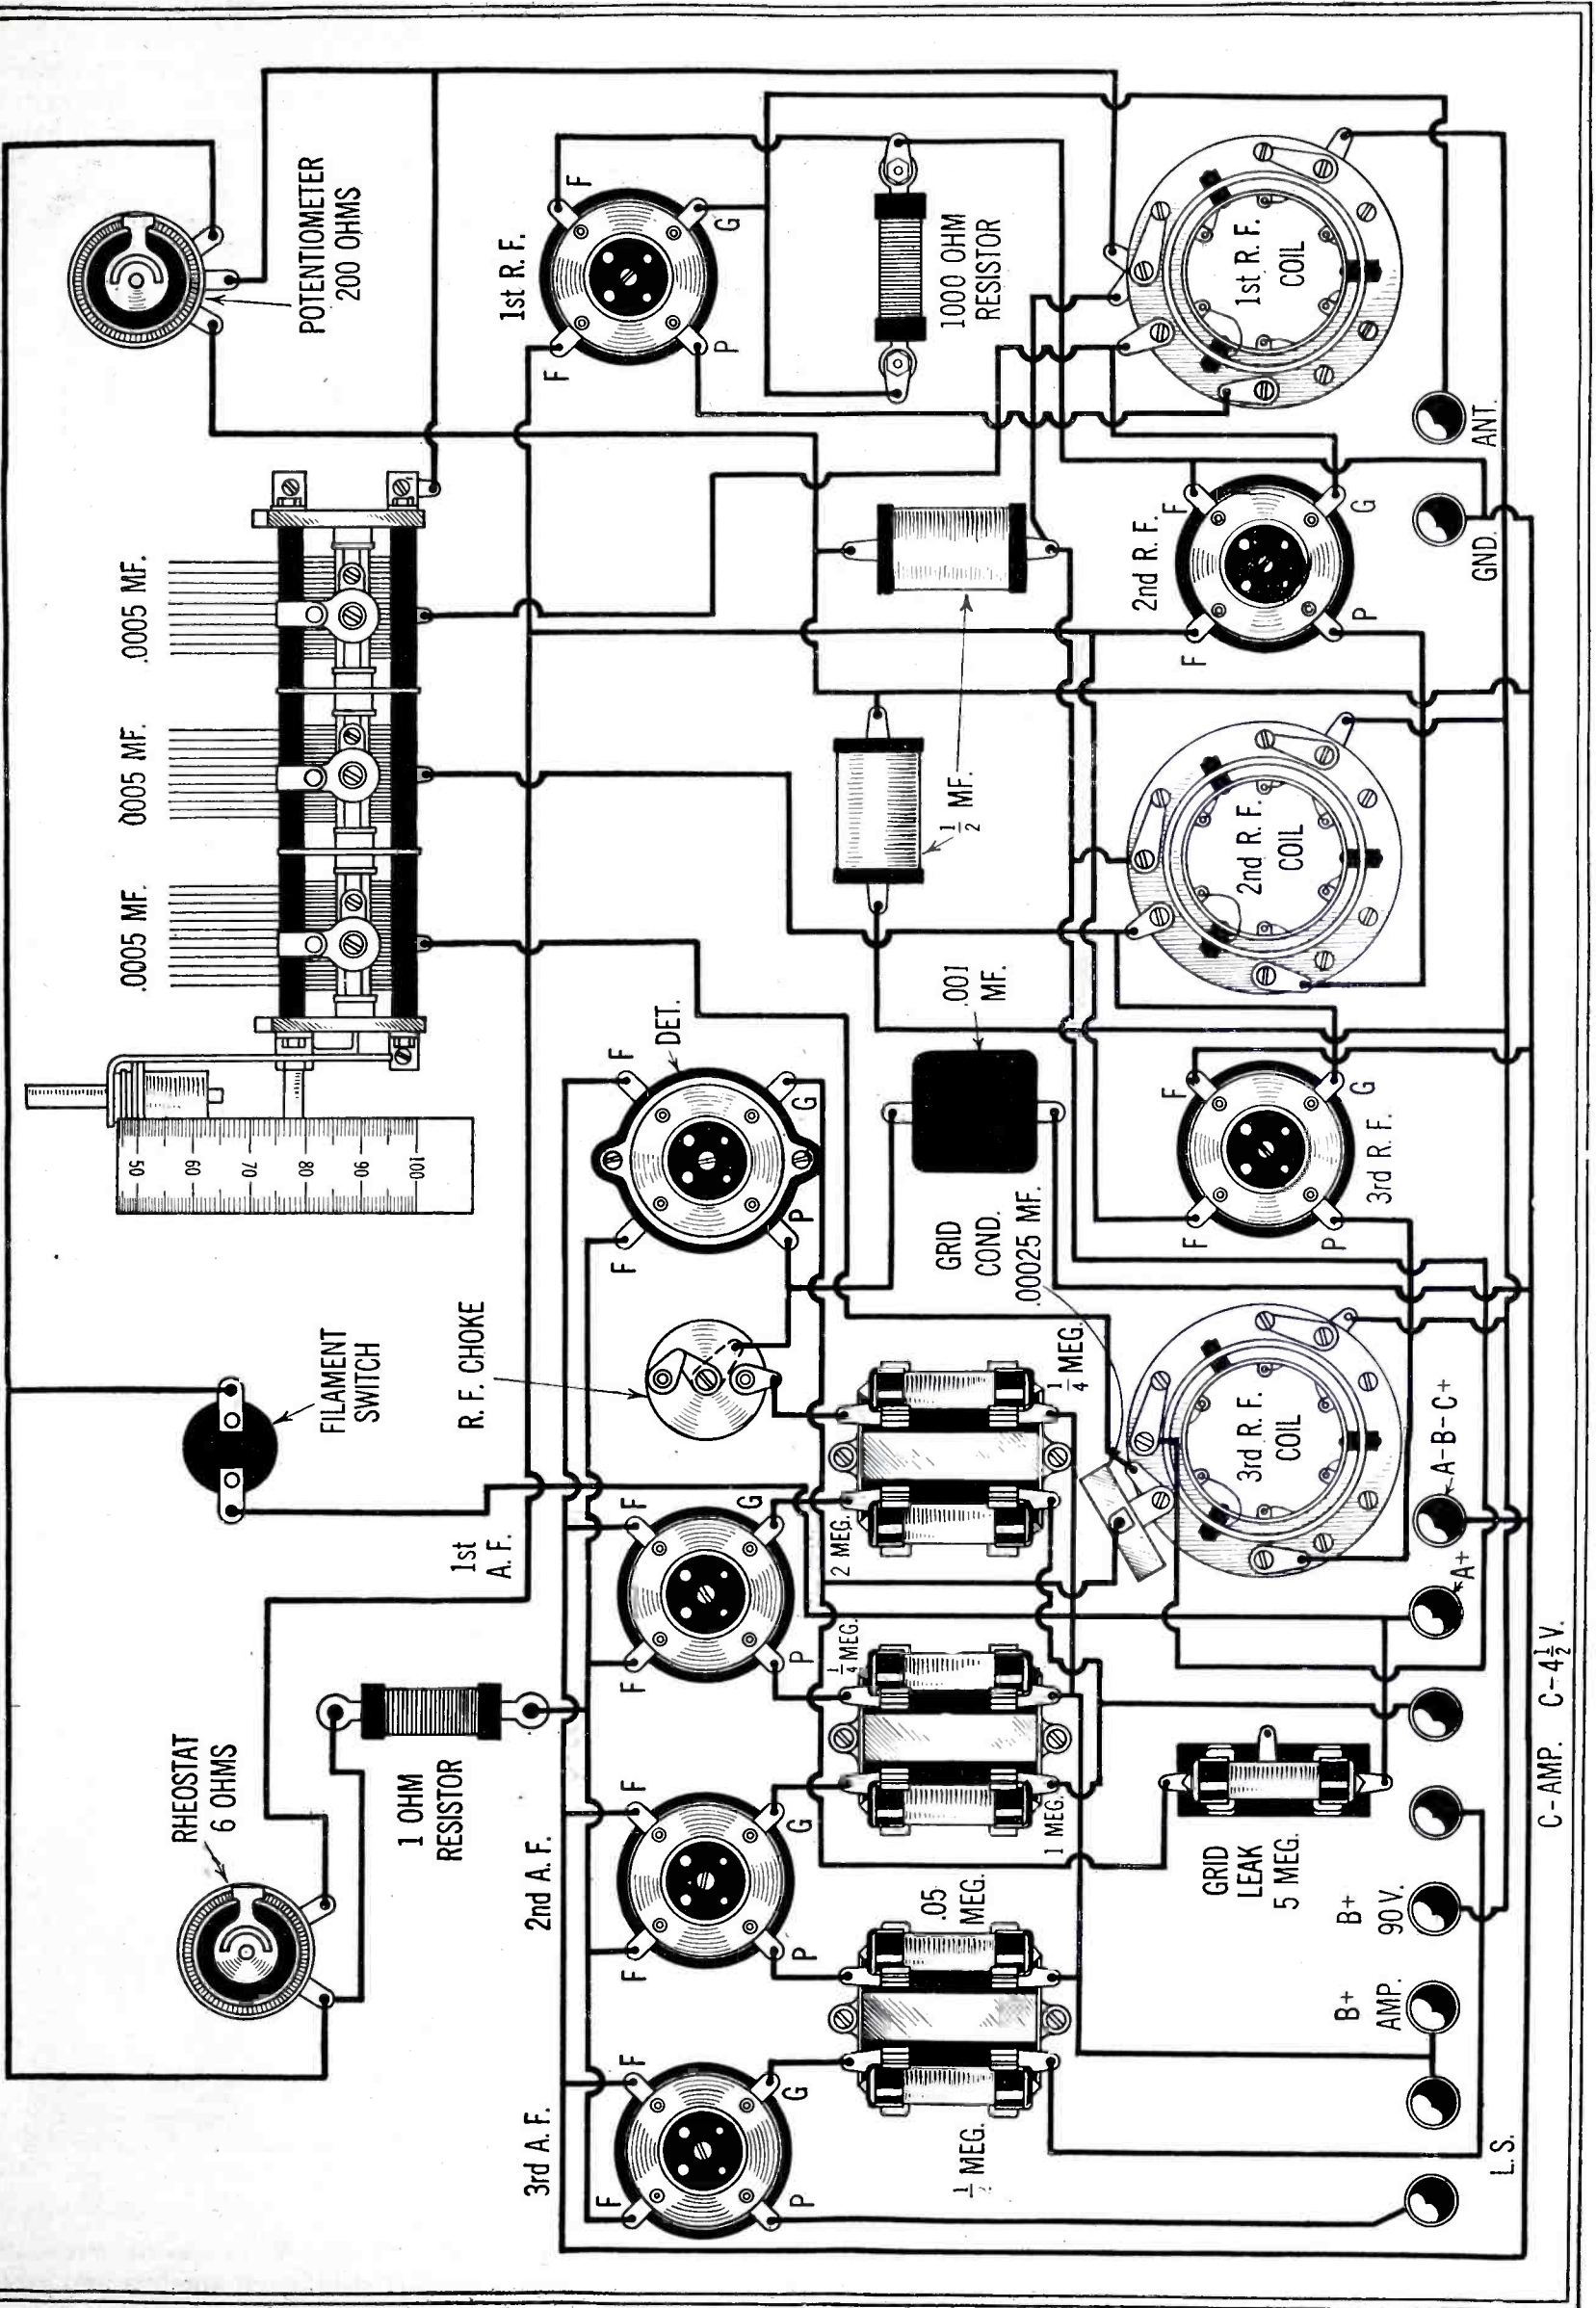 .0005 MF.
0005 MF.
.0005 MF.
50
60
70
80
90
100
RHEOSTAT
6 OHMS
FILAMENT
SWITCH
POTENTIOMETER
200 OHMS
1 OHM
RESISTOR
R. F. CHOKE
3rd A. F.
2nd A. F.
1st
A. F.
DET.
1st R. F.
F
F
F
F
F
F
F
F
F
F
P
G
P
G
P
G
P
G
P
G
½ MEG.
.05
MEG.
1 MEG.
¼ MEG.
2 MEG.
¼ MEG.
GRID
COND.
.00025 MF.
.001
MF.
½ MF.
1000 OHM
RESISTOR
GRID
LEAK
5 MEG.
3rd R. F.
COIL
F
F
P
G
3rd R. F.
2nd R. F.
COIL
2nd R. F.
F
F
P
G
1st R. F.
COIL
L.S.
B+
AMP.
B+
90 V.
C-AMP.
C-4½ V.
A+
A-B-C+
GND.
ANT.